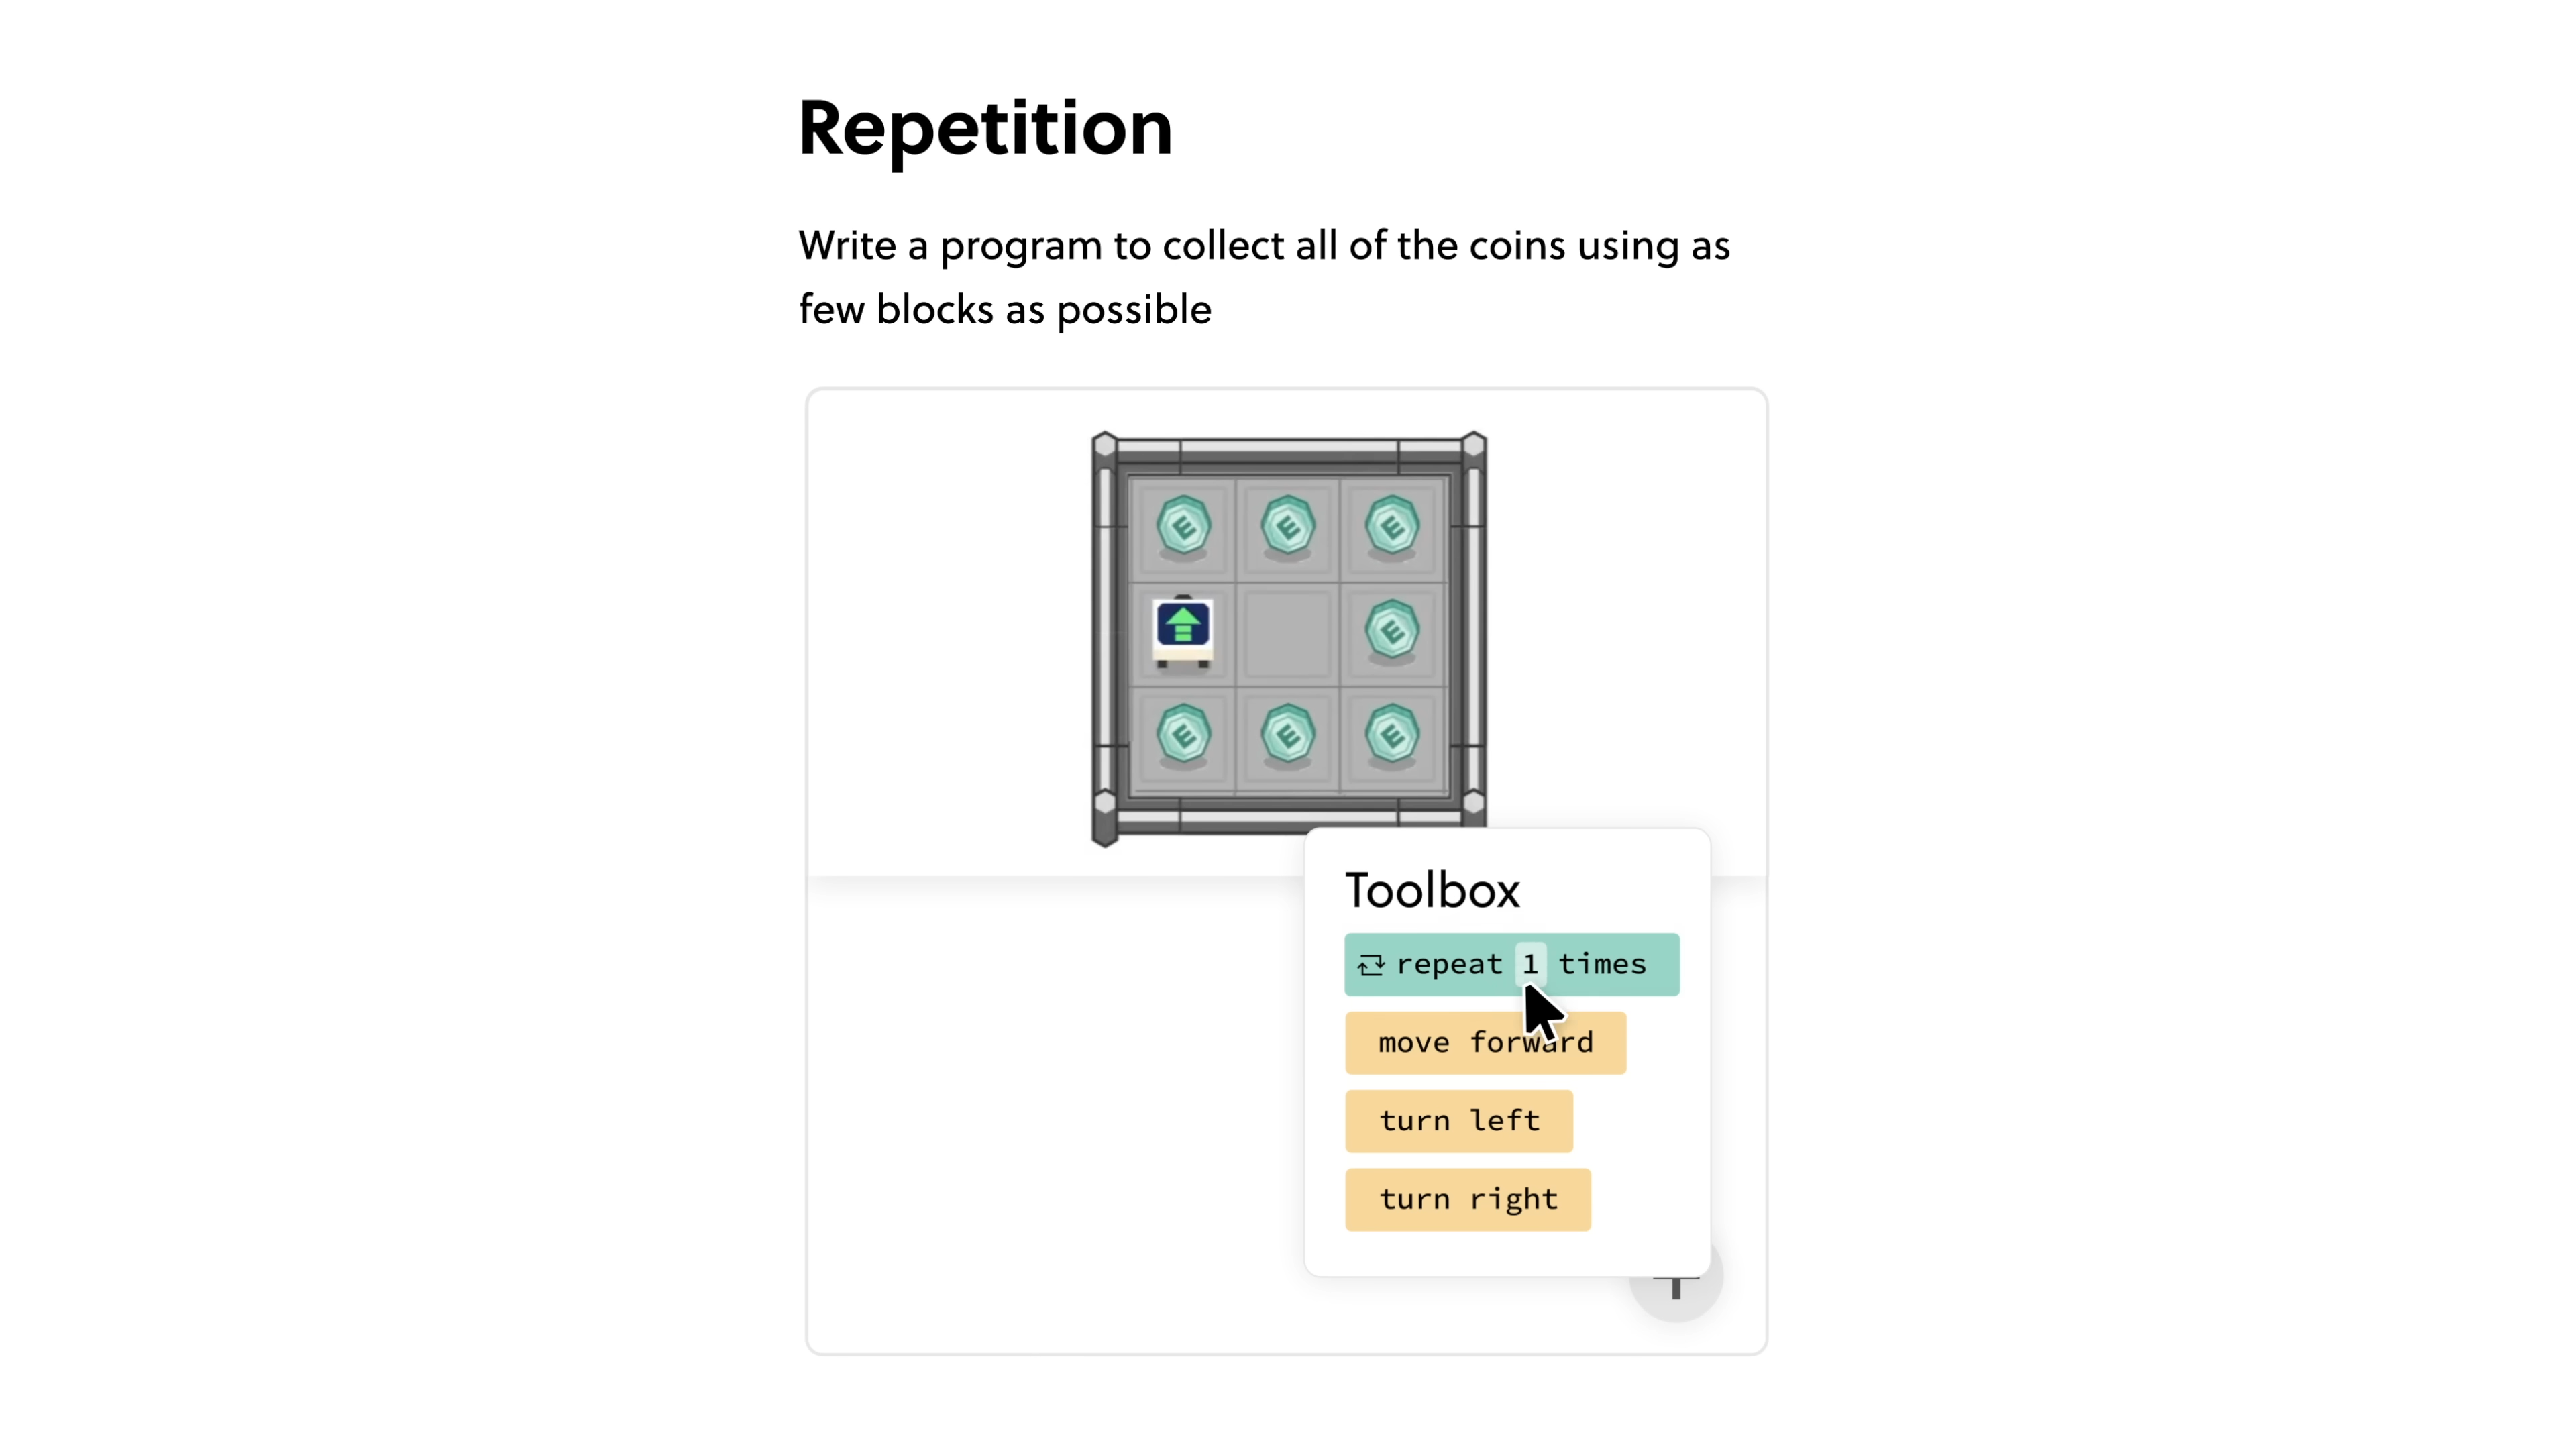 Repetition
Write a program to collect all of the coins using as
few blocks as possible
E E E
E
E E E
Toolbox
repeat 1 times
move forward
turn left
turn right